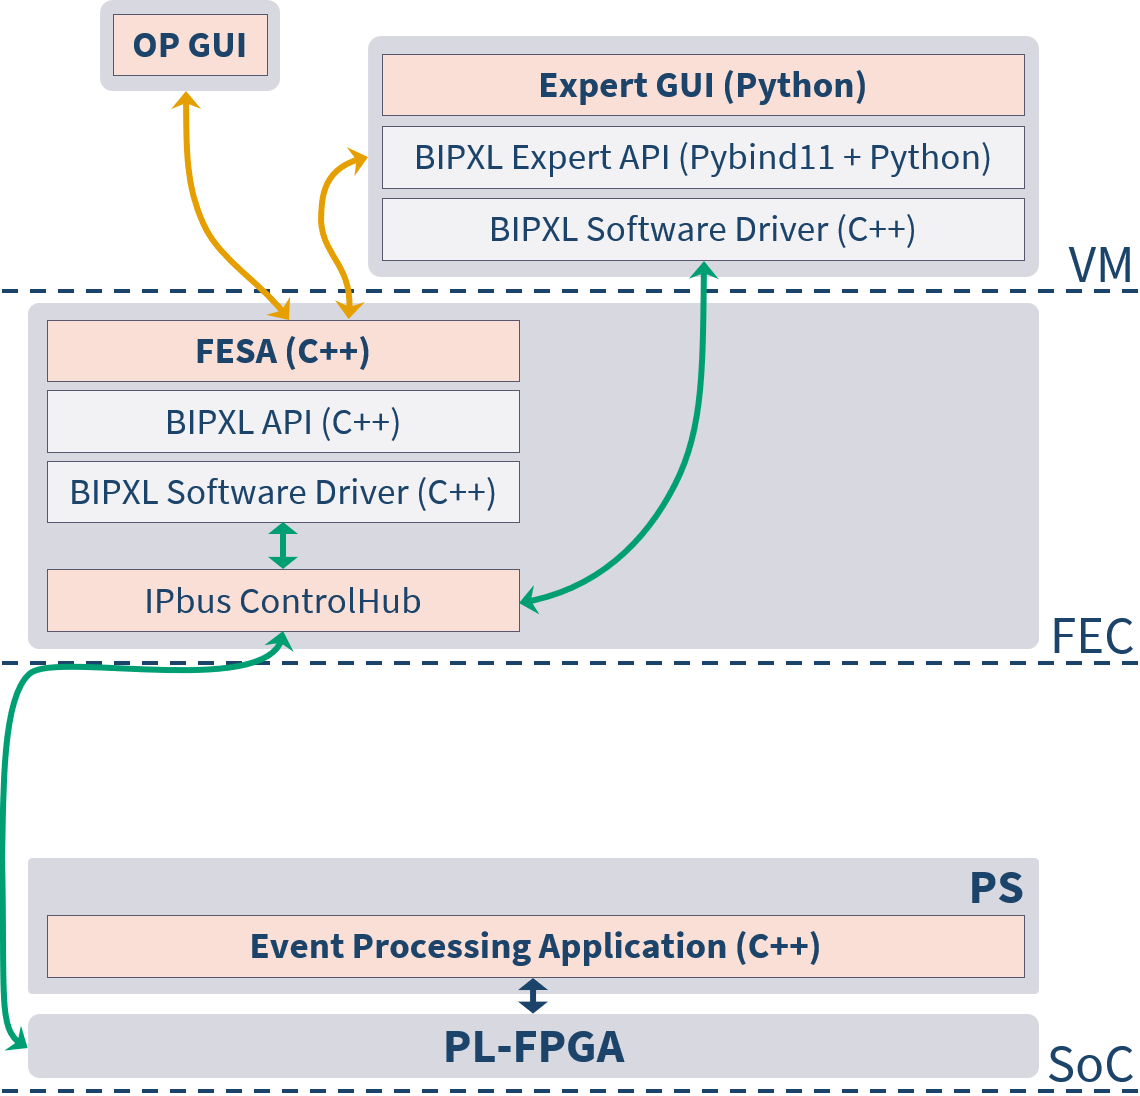 OP GUI
Expert GUI (Python)
BIPXL Expert API (Pybind11 + Python)
BIPXL Software Driver (C++)
VM
FESA (C++)
BIPXL API (C++)
BIPXL Software Driver (C++)
IPbus ControlHub
FEC
PS
Event Processing Application (C++)
PL-FPGA
SoC